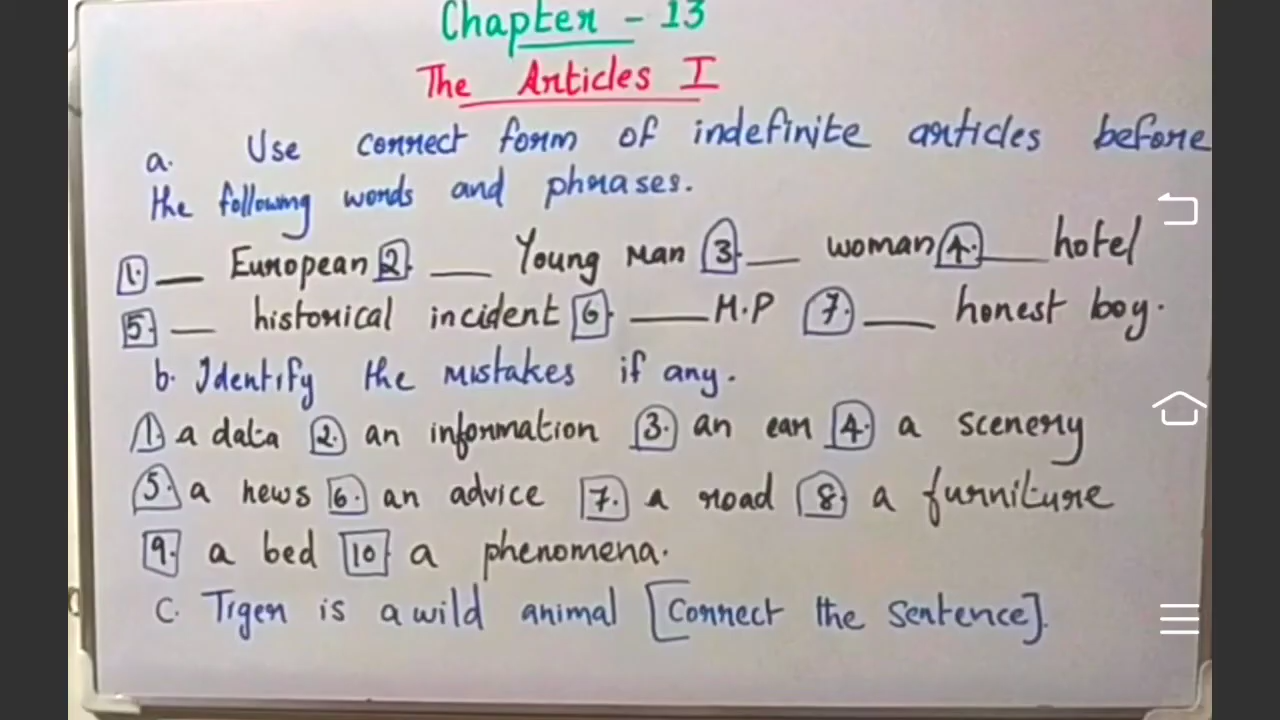 Chapter - 13
The Articles I
a. Use correct form of indefinite articles before
the following words and phrases.
1. __ European 2. __ Young Man 3. __ woman 4. __ hotel
5. __ historical incident 6. __ M.P 7. __ honest boy.
b. Identify the mistakes if any.
1. a data 2. an information 3. an ear 4. a scenery
5. a news 6. an advice 7. a road 8. a furniture
9. a bed 10 a phenomena.
c. Tiger is a wild animal [Correct the sentence].